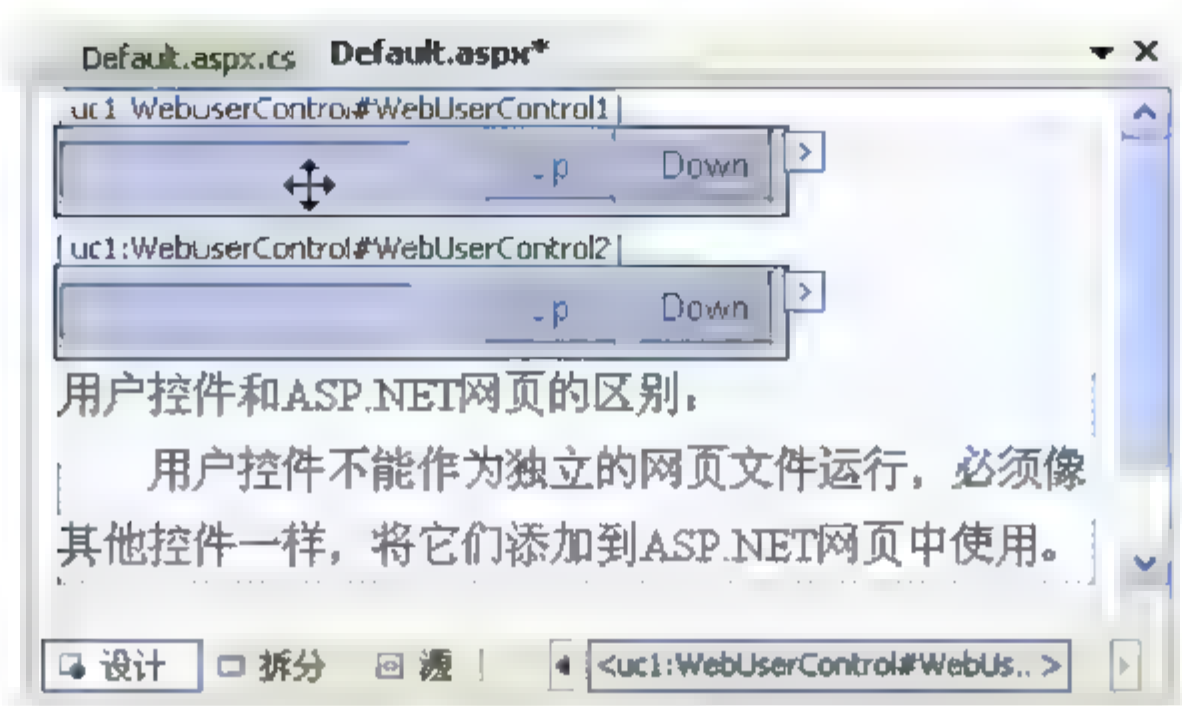 Default.aspx.cs Default.aspx*
uc1 WebuserControl#WebUserControl1
Down
uc1:WebuserControl#WebUserControl2
Down
用户控件和ASP.NET网页的区别：
用户控件不能作为独立的网页文件运行，必须像
其他控件一样，将它们添加到ASP.NET网页中使用。
设计 拆分 源 <uc1:WebUserControl#WebUs.. >